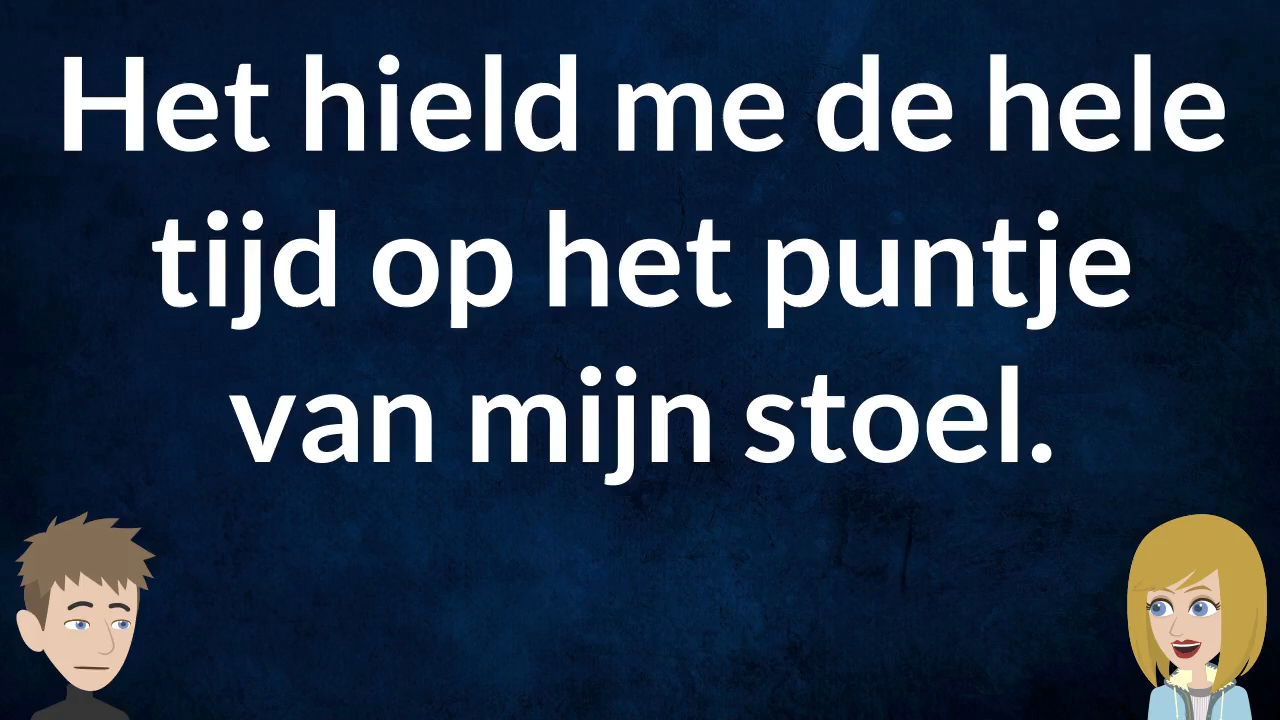 Het hield me de hele
tijd op het puntje
van mijn stoel.